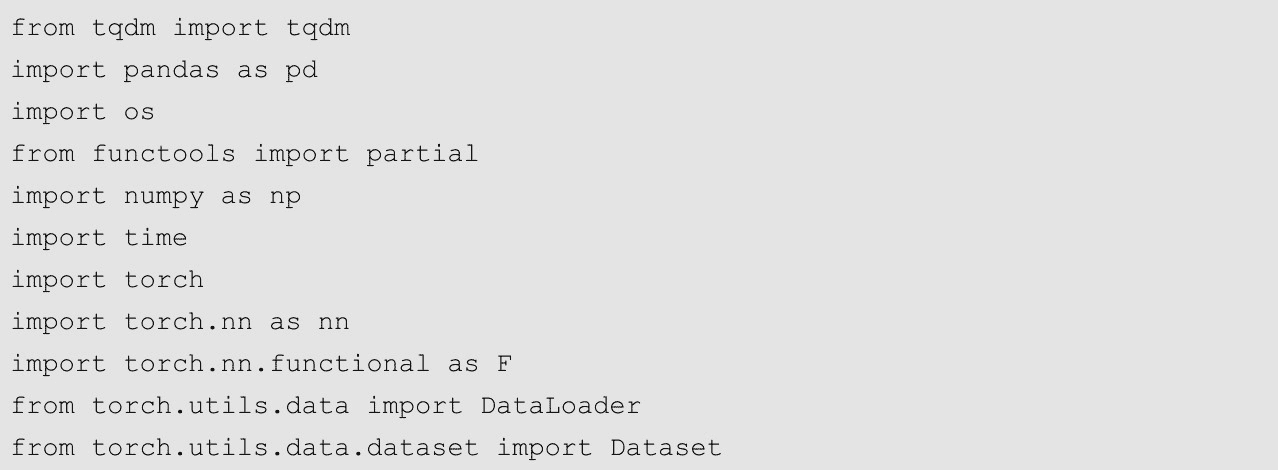 from tqdm import tqdm
import pandas as pd
import os
from functools import partial
import numpy as np
import time
import torch
import torch.nn as nn
import torch.nn.functional as F
from torch.utils.data import DataLoader
from torch.utils.data.dataset import Dataset